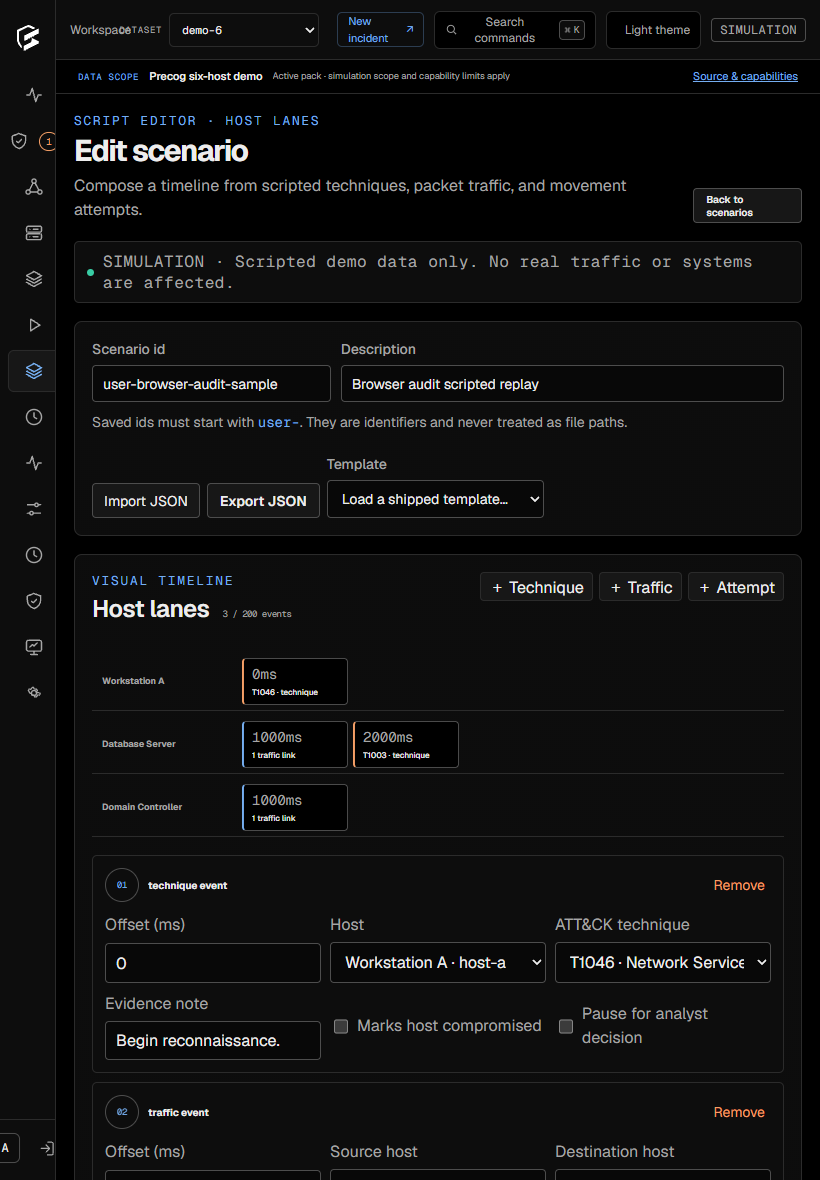 Workspace
DATASET
demo-6
New incident
Search commands
⌘ K
Light theme
SIMULATION
DATA SCOPE
Precog six-host demo
Active pack · simulation scope and capability limits apply
Source & capabilities
1
SCRIPT EDITOR · HOST LANES
Edit scenario
Compose a timeline from scripted techniques, packet traffic, and movement
attempts.
Back to
scenarios
SIMULATION · Scripted demo data only. No real traffic or systems
are affected.
Scenario id
Description
user-browser-audit-sample
Browser audit scripted replay
Saved ids must start with user-. They are identifiers and never treated as file paths.
Template
Import JSON
Export JSON
Load a shipped template...
VISUAL TIMELINE
Host lanes
3 / 200 events
+ Technique
+ Traffic
+ Attempt
Workstation A
0ms
T1046 · technique
Database Server
1000ms
1 traffic link
2000ms
T1003 · technique
Domain Controller
1000ms
1 traffic link
01
technique event
Remove
Offset (ms)
Host
ATT&CK technique
0
Workstation A · host-a
T1046 · Network Service
Evidence note
Begin reconnaissance.
Marks host compromised
Pause for analyst
decision
02
traffic event
Remove
Offset (ms)
Source host
Destination host
A